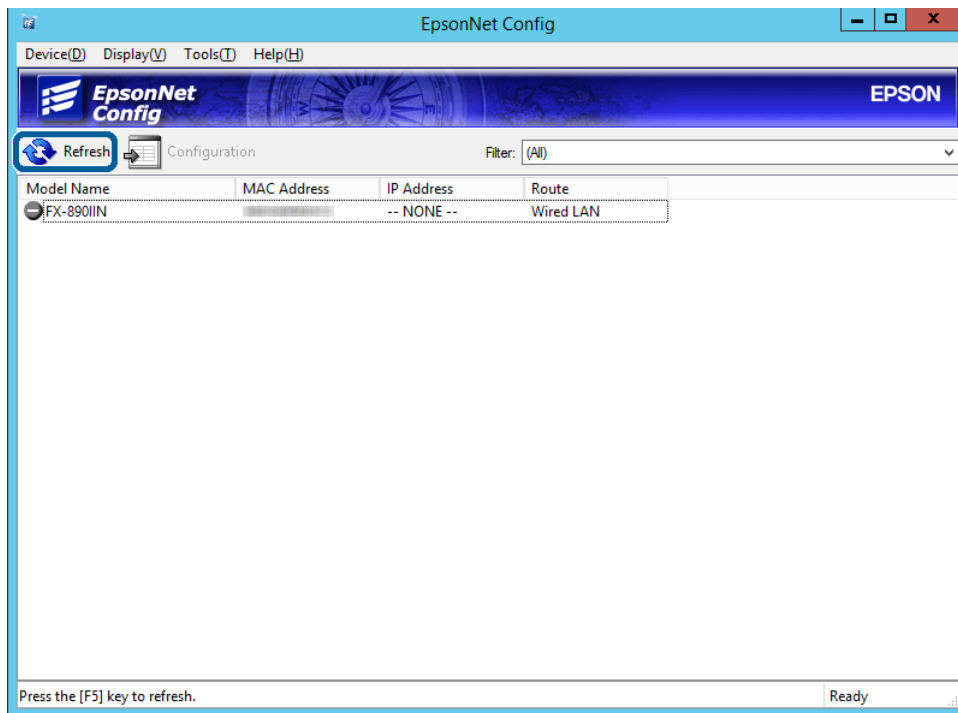 EpsonNet Config
Device(D) Display(V) Tools(T) Help(H)
EpsonNet
Config
EPSON
Refresh Configuration Filter: (All)
Model Name MAC Address IP Address Route
FX-890IIN -- NONE -- Wired LAN
Press the [F5] key to refresh. Ready